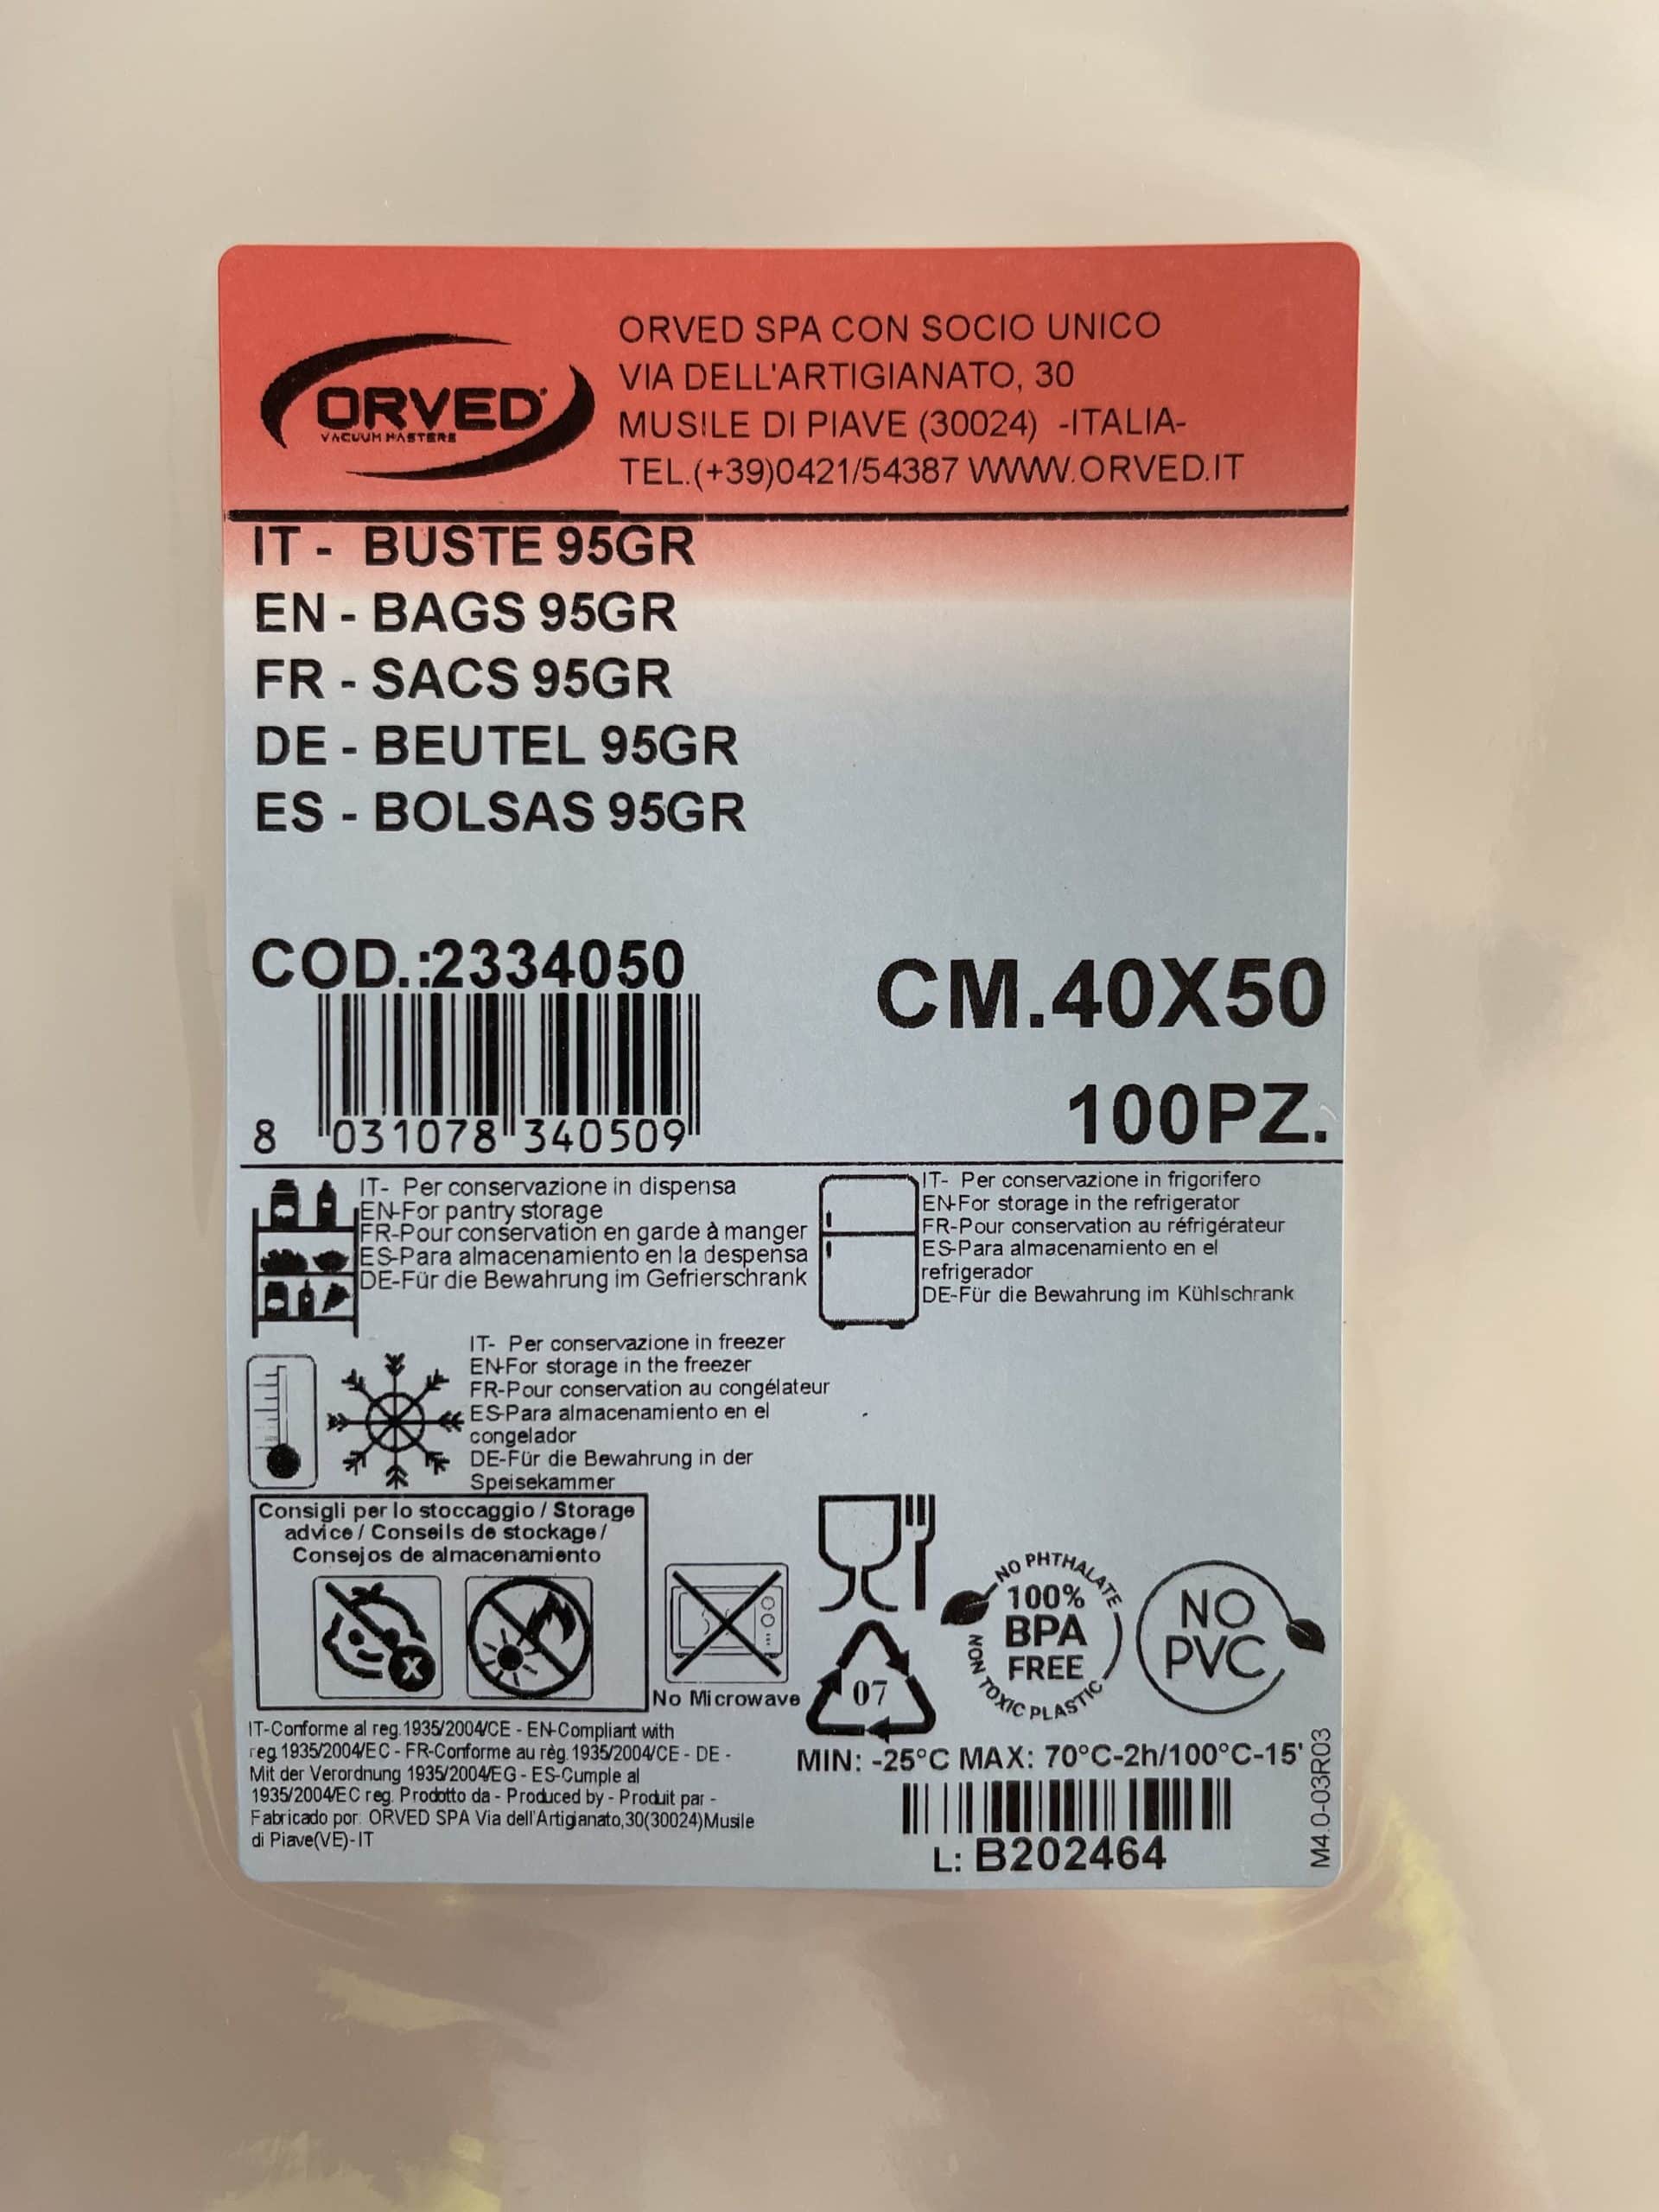 ORVED
VACUUM MASTERS
ORVED SPA CON SOCIO UNICO
VIA DELL'ARTIGIANATO, 30
MUSILE DI PIAVE (30024) -ITALIA-
TEL.(+39)0421/54387 WWW.ORVED.IT
IT - BUSTE 95GR
EN - BAGS 95GR
FR - SACS 95GR
DE - BEUTEL 95GR
ES - BOLSAS 95GR
COD.:2334050
8 031078 340509
CM.40X50
100PZ.
IT- Per conservazione in dispensa
EN-For pantry storage
FR-Pour conservation en garde à manger
ES-Para almacenamiento en la despensa
DE-Für die Bewahrung im Gefrierschrank
IT- Per conservazione in frigorifero
EN-For storage in the refrigerator
FR-Pour conservation au réfrigérateur
ES-Para almacenamiento en el
refrigerador
DE-Für die Bewahrung im Kühlschrank
IT- Per conservazione in freezer
EN-For storage in the freezer
FR-Pour conservation au congélateur
ES-Para almacenamiento en el
congelador
DE-Für die Bewahrung in der
Speisekammer
Consigli per lo stoccaggio / Storage
advice / Conseils de stockage /
Consejos de almacenamiento
X
No Microwave
07
NO PHTHALATE
100%
BPA
FREE
NON TOXIC PLASTIC
NO
PVC
IT-Conforme al reg.1935/2004/CE - EN-Compliant with
reg.1935/2004/EC - FR-Conforme au règ.1935/2004/CE - DE -
Mit der Verordnung 1935/2004/EG - ES-Cumple al
1935/2004/EC reg. Prodotto da - Produced by - Produit par -
Fabricado por: ORVED SPA Via dell'Artigianato,30(30024)Musile
di Piave(VE)-IT
MIN: -25°C MAX: 70°C-2h/100°C-15'
L: B202464
M4.0-03R03